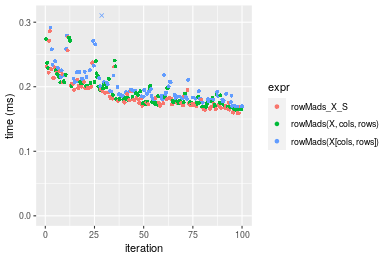 0.3
0.2
0.1
0.0
time (ms)
0
25
50
75
100
iteration
expr
rowMads_X_S
rowMads(X, cols, rows)
rowMads(X[cols, rows])